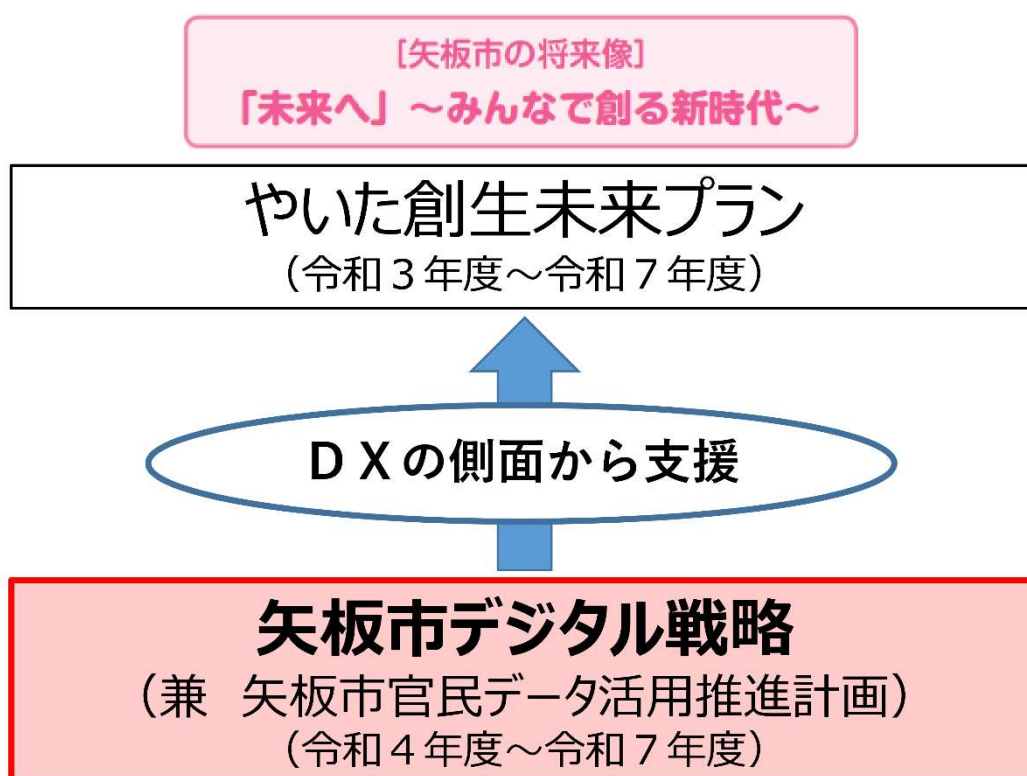 [矢板市の将来像]
「未来へ」～みんなで創る新時代～
やいた創生未来プラン
（令和３年度～令和７年度）
ＤＸの側面から支援
矢板市デジタル戦略
（兼　矢板市官民データ活用推進計画）
（令和４年度～令和７年度）